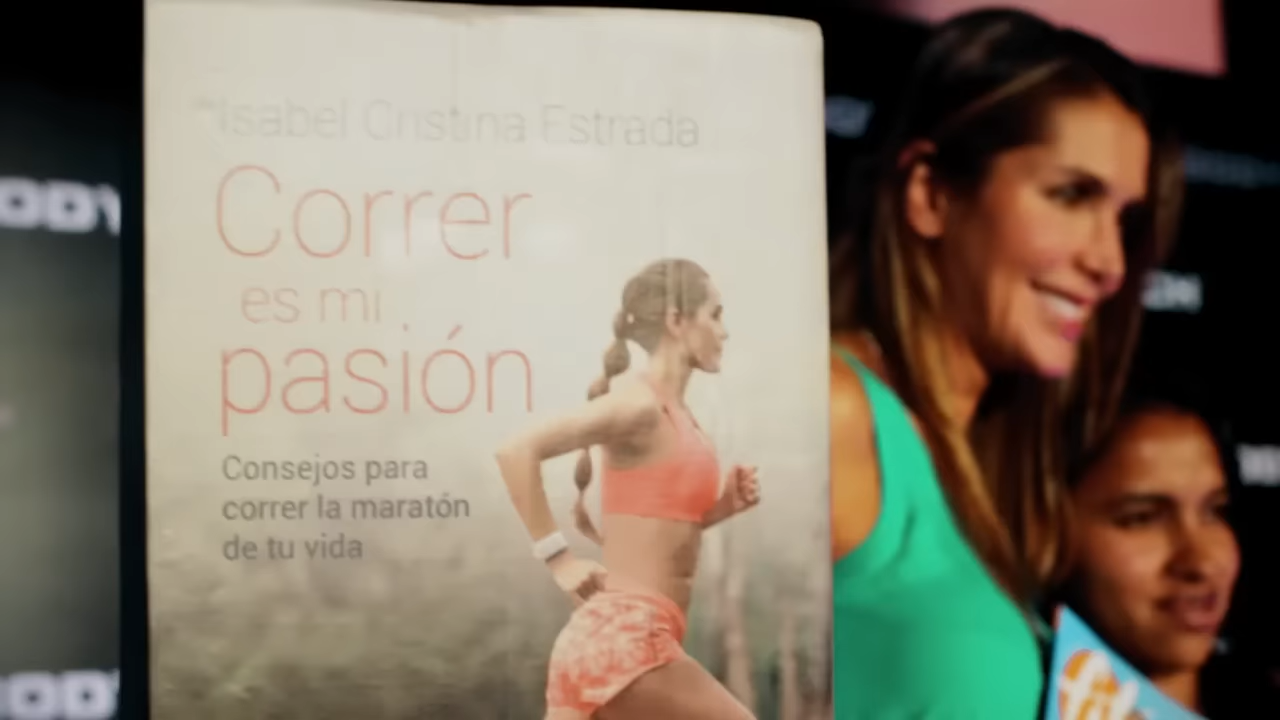 Isabel Cristina Estrada
Correr
es mi
pasión
Consejos para
correr la maratón
de tu vida